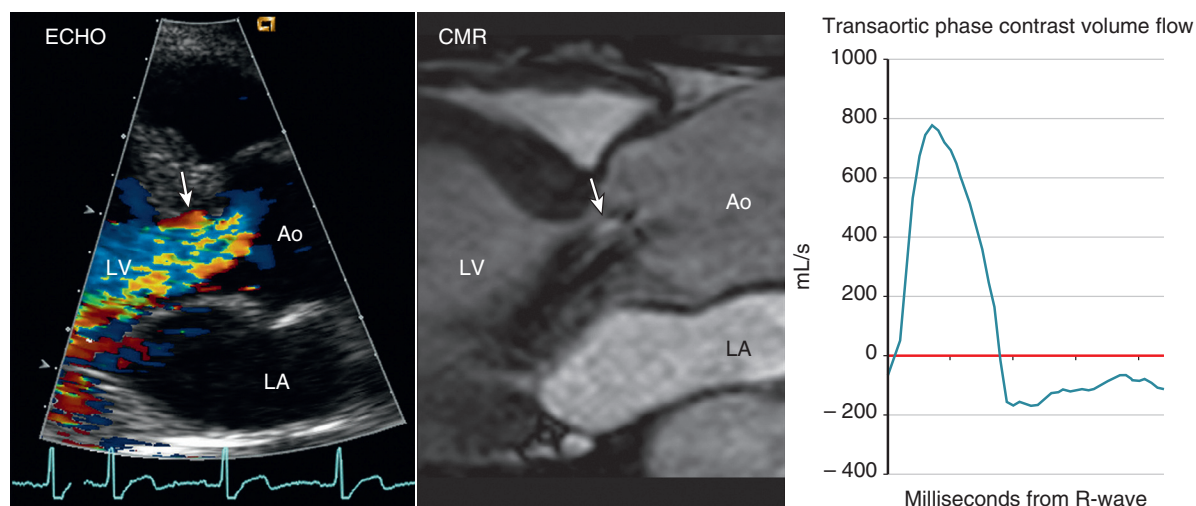 ECHO
LV
Ao
LA
CMR
LV
Ao
LA
Transaortic phase contrast volume flow
1000
800
600
400
200
0
– 200
– 400
mL/s
Milliseconds from R-wave